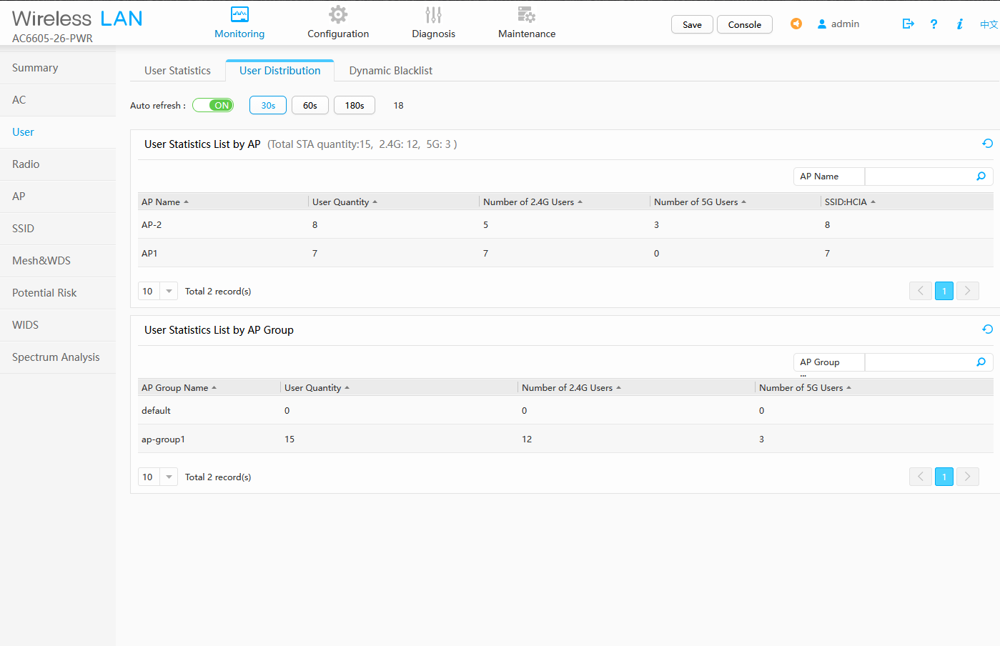 Wireless LAN
AC6605-26-PWR
Monitoring
Configuration
Diagnosis
Maintenance
Save
Console
admin
?
i
中文
Summary
AC
User
Radio
AP
SSID
Mesh&WDS
Potential Risk
WIDS
Spectrum Analysis
User Statistics
User Distribution
Dynamic Blacklist
Auto refresh : ON 30s 60s 180s 18
User Statistics List by AP (Total STA quantity:15, 2.4G: 12, 5G: 3 )
AP Name
AP Name User Quantity Number of 2.4G Users Number of 5G Users SSID:HCIA
AP-2 8 5 3 8
AP1 7 7 0 7
10 Total 2 record(s) 1
User Statistics List by AP Group
AP Group
...
AP Group Name User Quantity Number of 2.4G Users Number of 5G Users
default 0 0 0
ap-group1 15 12 3
10 Total 2 record(s) 1